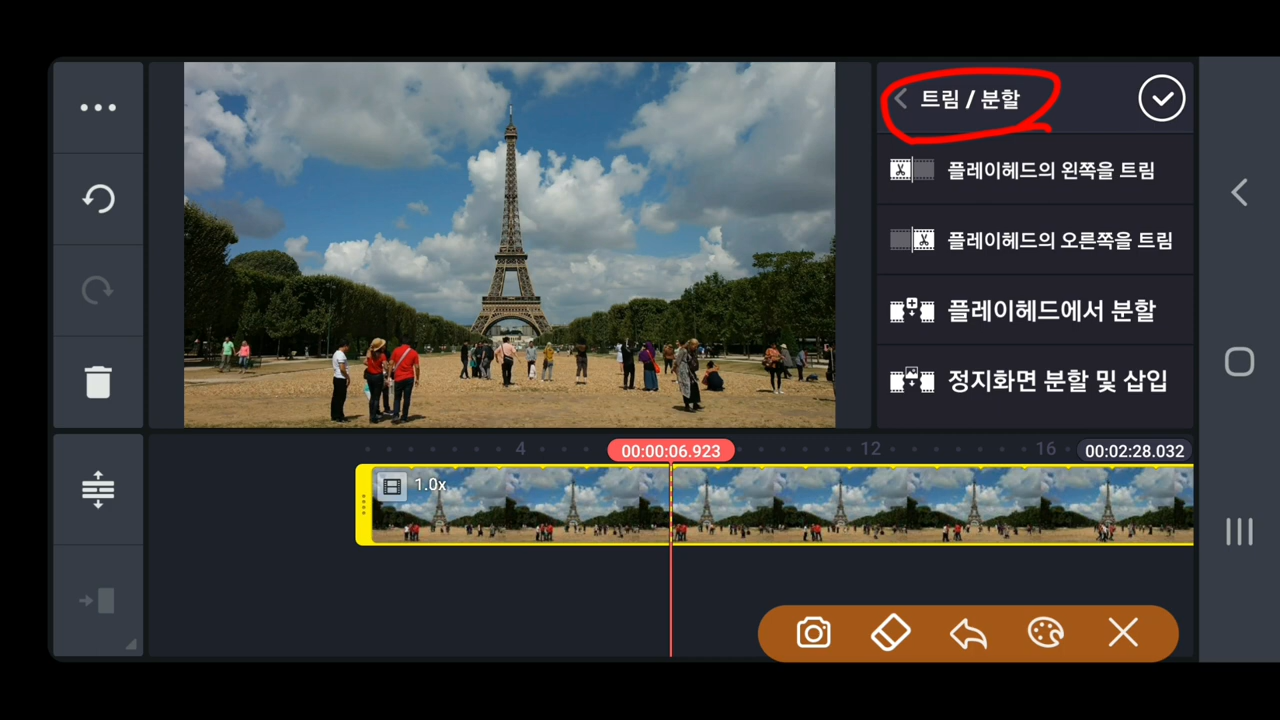 트림 / 분할
플레이헤드의 왼쪽을 트림
플레이헤드의 오른쪽을 트림
플레이헤드에서 분할
정지화면 분할 및 삽입
4
00:00:06.923
12
16
00:02:28.032
1.0x